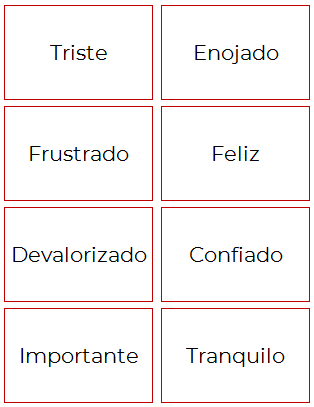 Triste
Enojado
Frustrado
Feliz
Devalorizado
Confiado
Importante
Tranquilo